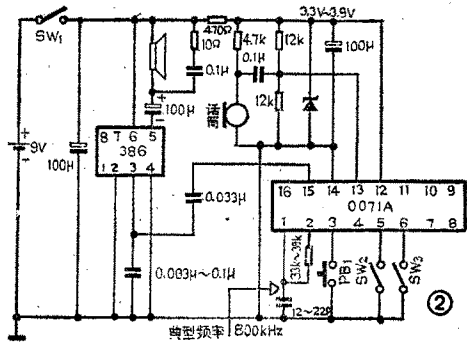 3.3V~3.9V
SW₁
470Ω
10Ω
4.7k
12k
0.1μ
100μ
0.1μ
100μ
12k
9V
100μ
8 7 6 5
386
1 2 3 4
0.033μ
16 15 14 13 12 11 10 9
0071A
1 2 3 4 5 6 7 8
33k~39k
PB₁
SW₂
SW₃
0.063μ~0.1μ
12~22P
②
典型频率 800kHz